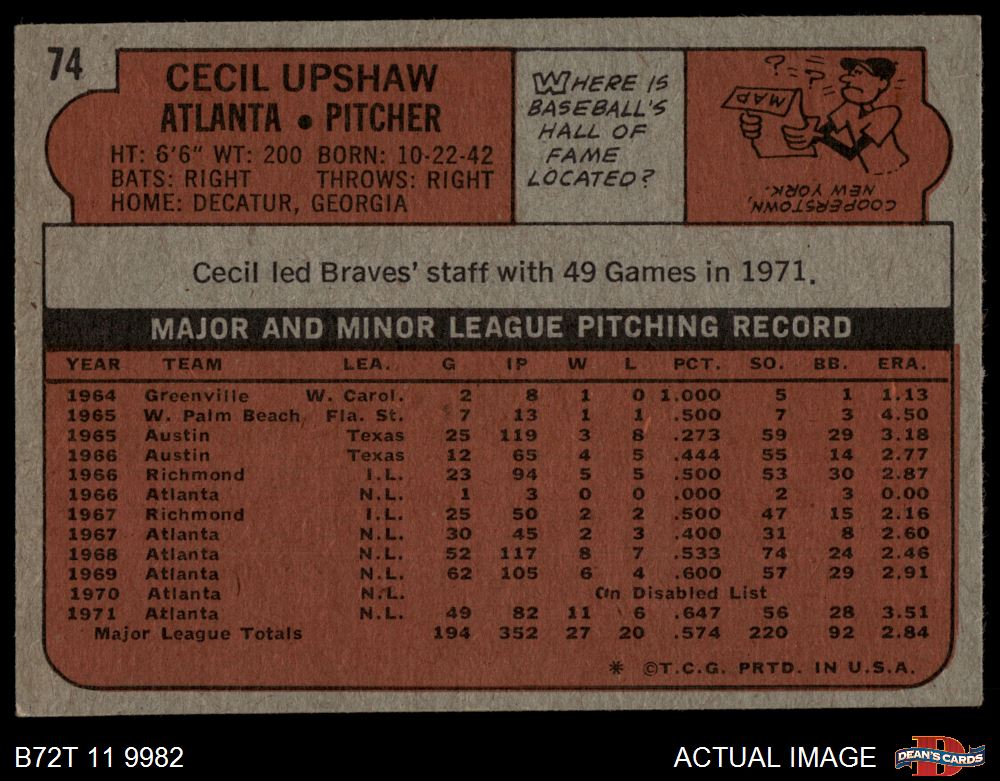 74
CECIL UPSHAW
ATLANTA • PITCHER
HT: 6'6" WT: 200 BORN: 10-22-42
BATS: RIGHT THROWS: RIGHT
HOME: DECATUR, GEORGIA
WHERE IS
BASEBALL'S
HALL OF
FAME
LOCATED?
? = = ?
MAP
COOPERSTOWN,
NEW YORK.
Cecil led Braves' staff with 49 Games in 1971.
MAJOR AND MINOR LEAGUE PITCHING RECORD
YEAR TEAM LEA. G IP W L PCT. SO. BB. ERA.
1964 Greenville W. Carol. 2 8 1 0 1.000 5 1 1.13
1965 W. Palm Beach Fla. St. 7 13 1 1 .500 7 3 4.50
1965 Austin Texas 25 119 3 8 .273 59 29 3.18
1966 Austin Texas 12 65 4 5 .444 55 14 2.77
1966 Richmond I.L. 23 94 5 5 .500 53 30 2.87
1966 Atlanta N.L. 1 3 0 0 .000 2 3 0.00
1967 Richmond I.L. 25 50 2 2 .500 47 15 2.16
1967 Atlanta N.L. 30 45 2 3 .400 31 8 2.60
1968 Atlanta N.L. 52 117 8 7 .533 74 24 2.46
1969 Atlanta N.L. 62 105 6 4 .600 57 29 2.91
1970 Atlanta N.L. On Disabled List
1971 Atlanta N.L. 49 82 11 6 .647 56 28 3.51
Major League Totals 194 352 27 20 .574 220 92 2.84
* ©T.C.G. PRTD. IN U.S.A.
B72T 11 9982
ACTUAL IMAGE
D
DEAN'S CARDS